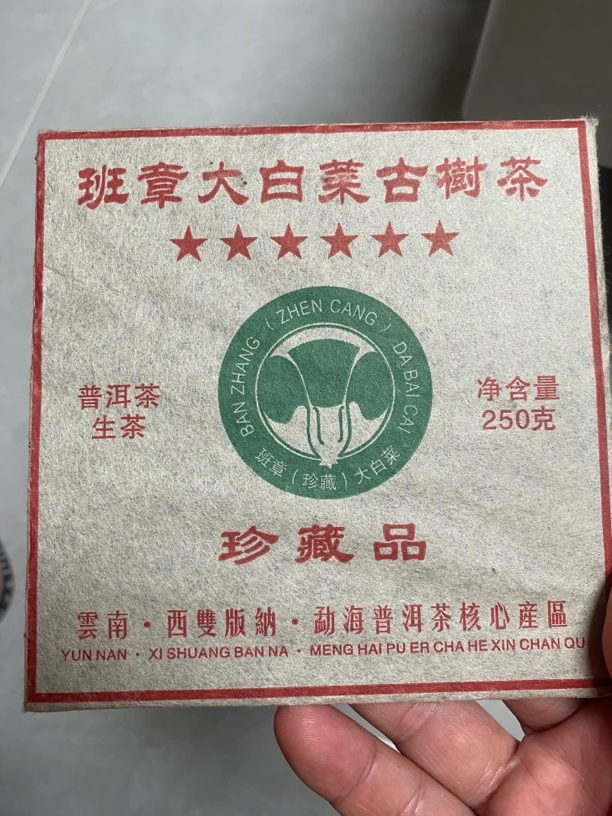 班章大白菜古樹茶
★★★★★★
BAN ZHANG （ ZHEN CANG ） DA BAI CAI
班章（珍藏）大白菜
普洱茶
生茶
净含量
250克
珍藏品
雲南・西雙版納・勐海普洱茶核心産區
YUN NAN · XI SHUANG BAN NA · MENG HAI PU ER CHA HE XIN CHAN QU